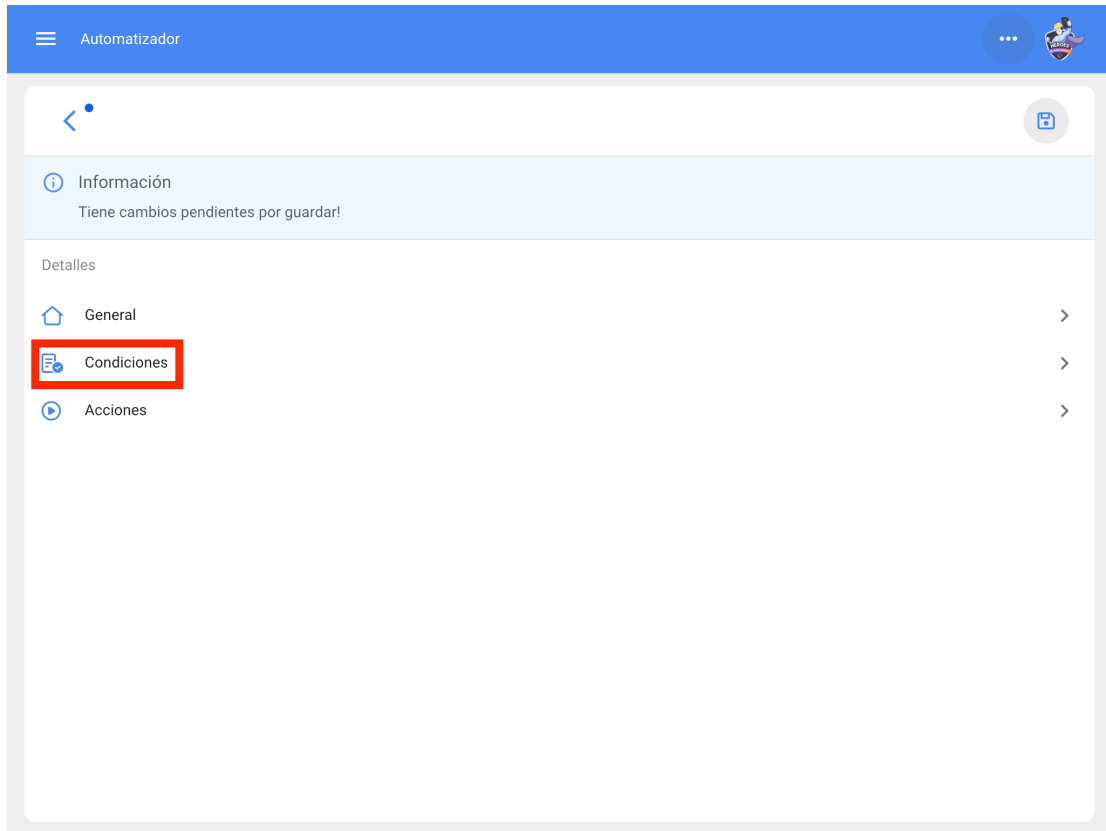 Automatizador
Información
Tiene cambios pendientes por guardar!
Detalles
General
Condiciones
Acciones